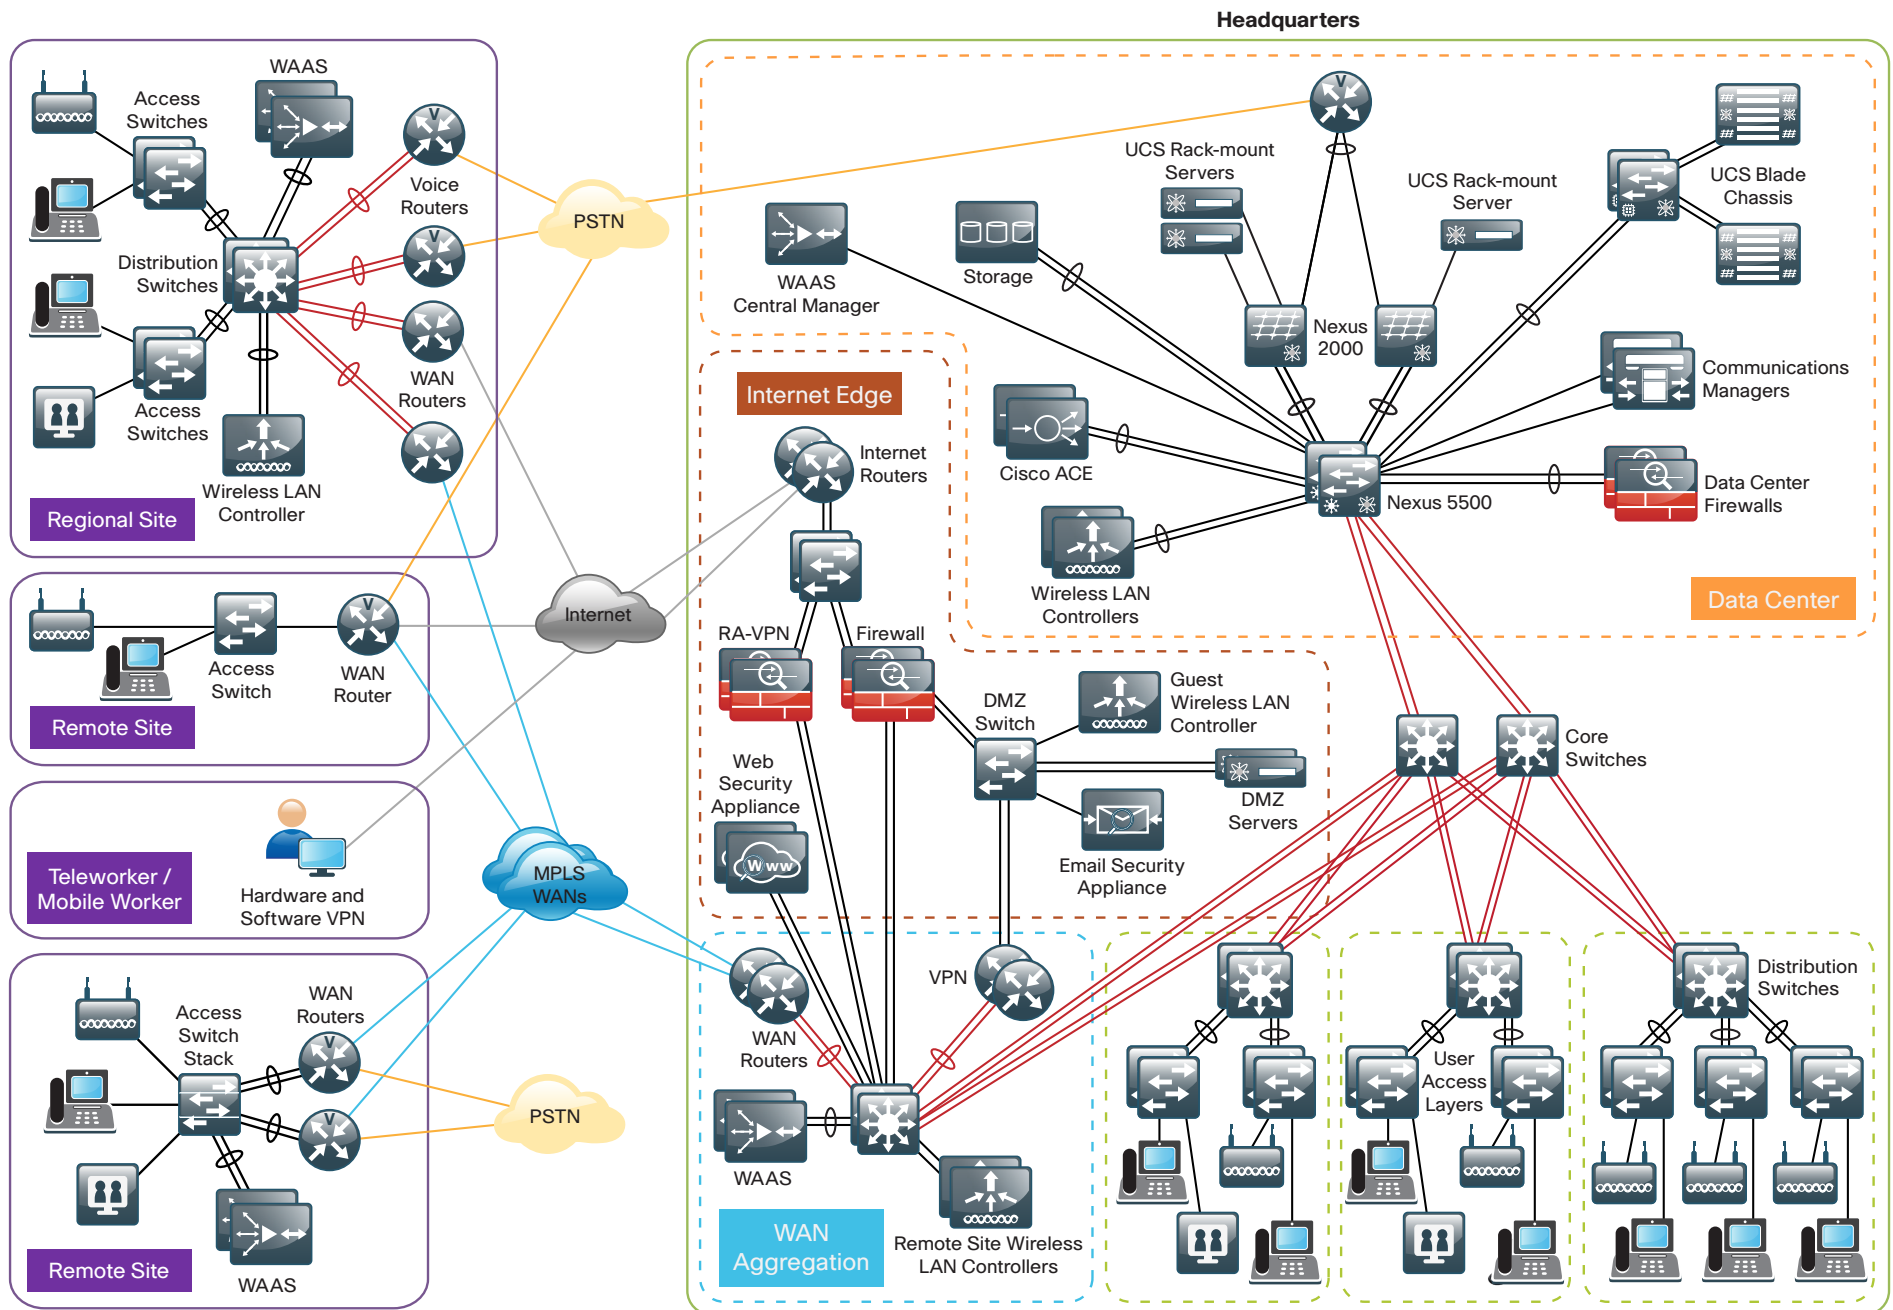 Headquarters
WAAS
Access
Switches
V
Voice
Routers
V
Distribution
Switches
WAN
Routers
Access
Switches
Wireless LAN
Controller
Regional Site
PSTN
V
UCS Rack-mount
Servers
UCS Rack-mount
Server
UCS Blade
Chassis
WAAS
Central Manager
Storage
Nexus
2000
Communications
Managers
Cisco ACE
Nexus 5500
Data Center
Firewalls
Wireless LAN
Controllers
Data Center
Internet Edge
Internet
Routers
Internet
V
Access
Switch
WAN
Router
Remote Site
RA-VPN
Firewall
DMZ
Switch
Guest
Wireless LAN
Controller
Web
Security
Appliance
www
DMZ
Servers
Email Security
Appliance
Core
Switches
Teleworker /
Mobile Worker
Hardware and
Software VPN
MPLS
WANs
WAN
Routers
VPN
Distribution
Switches
User
Access
Layers
WAN
Routers
Access
Switch
Stack
V
V
PSTN
WAAS
Remote Site
WAAS
WAN
Aggregation
Remote Site Wireless
LAN Controllers